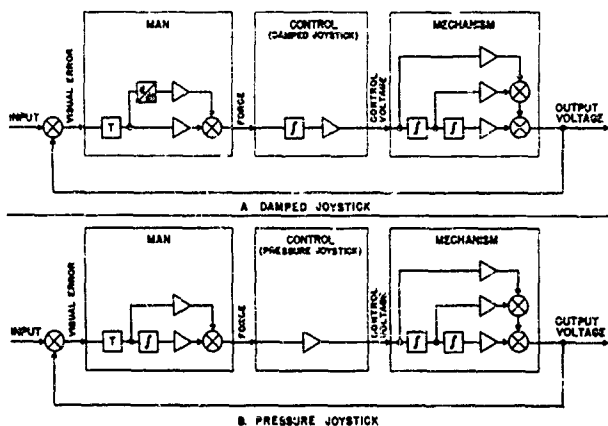 MAN
CONTROL
(DAMPED JOYSTICK)
MECHANISM
INPUT
VISUAL ERROR
T
FORCE
∫
CONTROL VOLTAGE
∫
∫
OUTPUT VOLTAGE
A. DAMPED JOYSTICK
MAN
CONTROL
(PRESSURE JOYSTICK)
MECHANISM
INPUT
VISUAL ERROR
T
∫
FORCE
CONTROL VOLTAGE
∫
∫
OUTPUT VOLTAGE
B. PRESSURE JOYSTICK